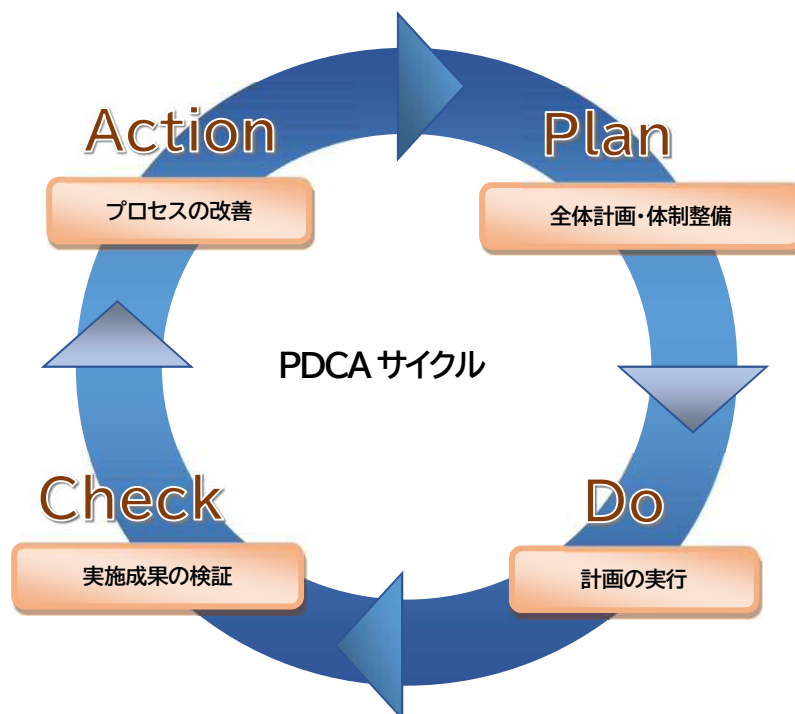 Action
プロセスの改善
Plan
全体計画・体制整備
PDCA サイクル
Check
実施成果の検証
Do
計画の実行